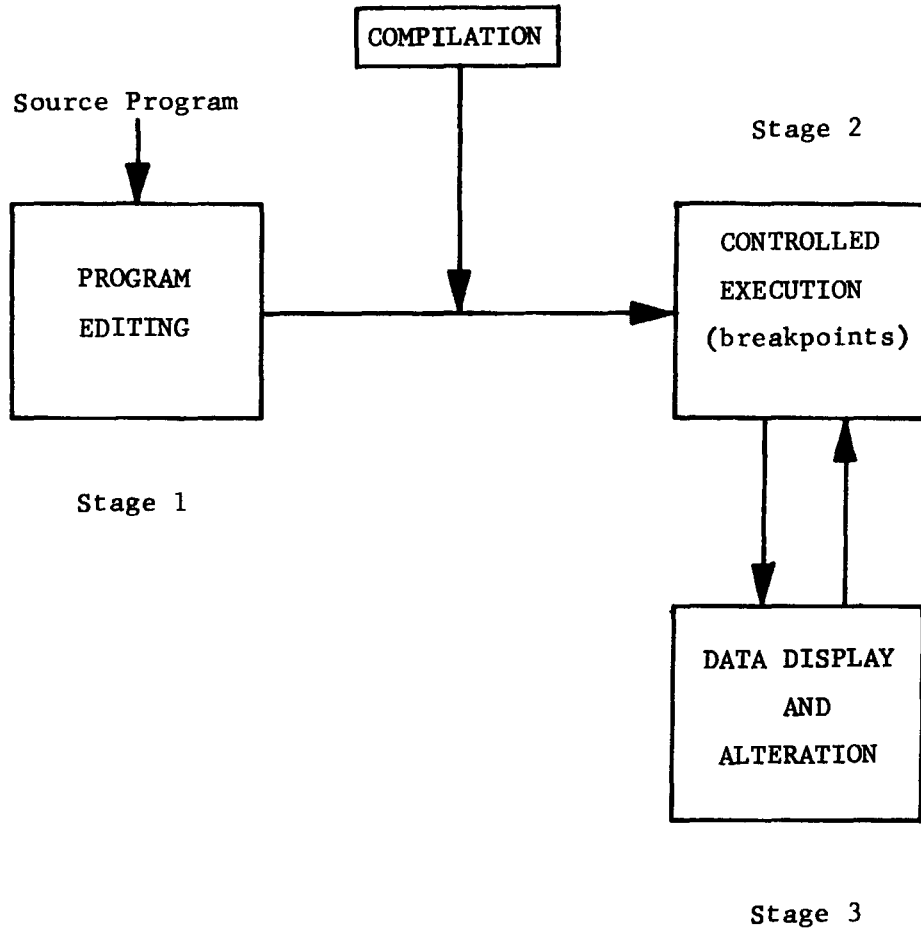 COMPILATION
Source Program
Stage 2
PROGRAM
EDITING
CONTROLLED
EXECUTION
(breakpoints)
Stage 1
DATA DISPLAY
AND
ALTERATION
Stage 3